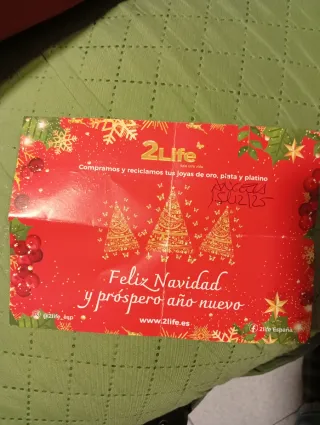 2Life
Compramos y reciclamos tus joyas de oro, plata y platino
Feliz Navidad
y próspero año nuevo
www.2life.es
@2life_esp
2life España